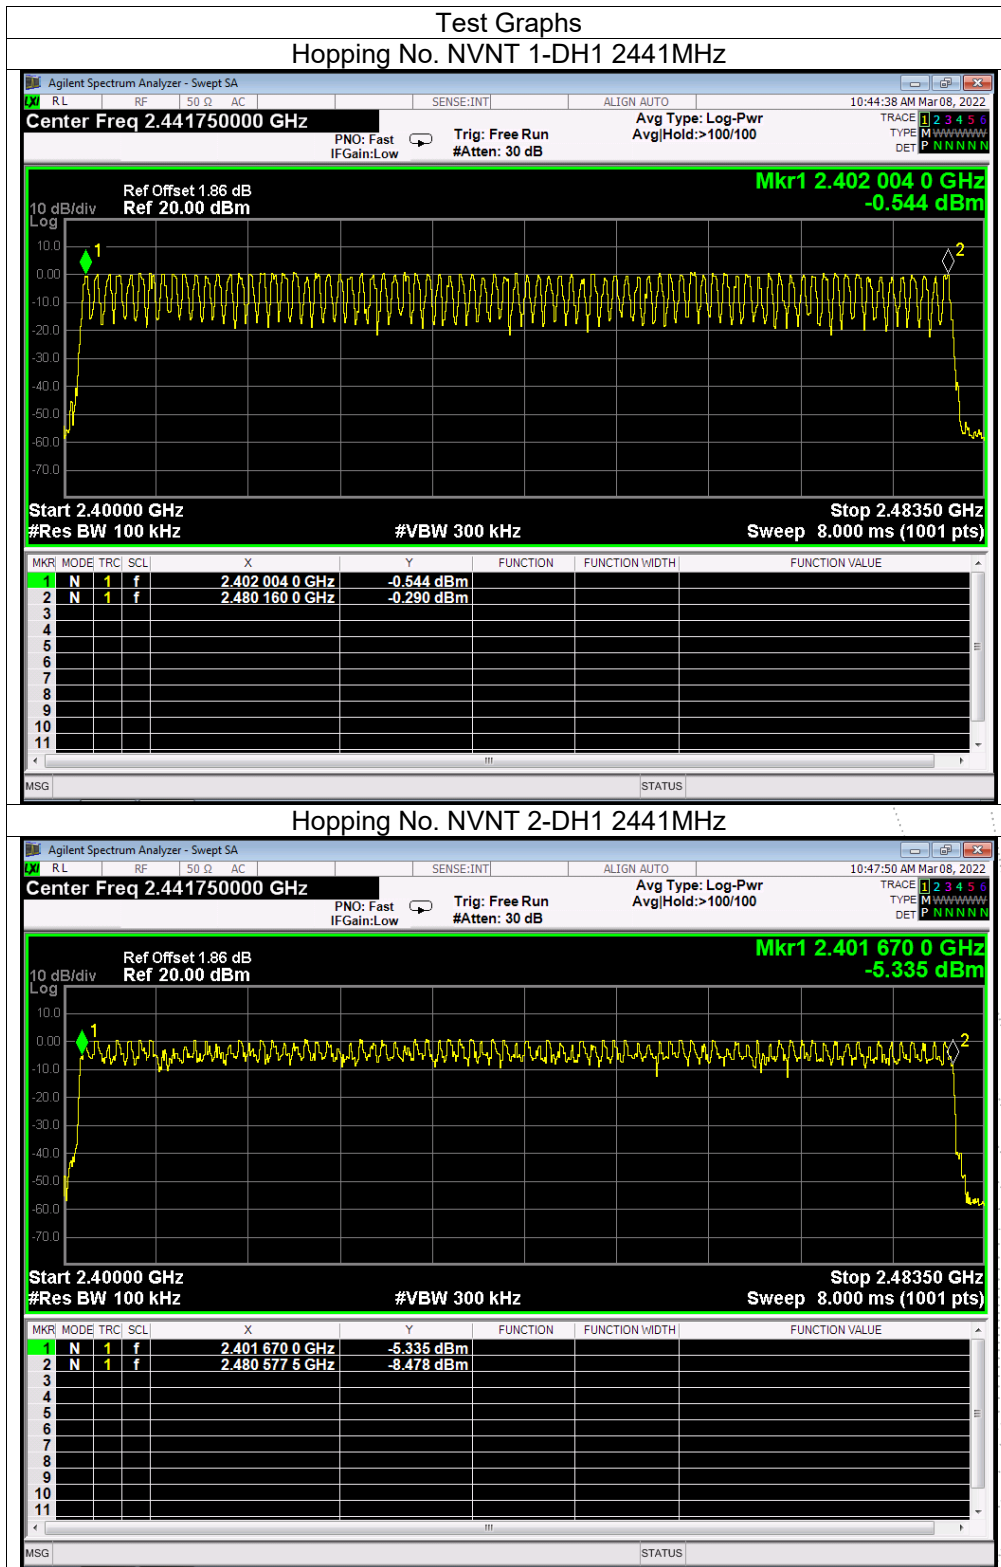 Test Graphs
Hopping No. NVNT 1-DH1 2441MHz
Agilent Spectrum Analyzer - Swept SA
LXI RL RF 50 Ω AC SENSE:INT ALIGN AUTO 10:44:38 AM Mar 08, 2022
Center Freq 2.441750000 GHz Avg Type: Log-Pwr TRACE 1 2 3 4 5 6
PNO: Fast Trig: Free Run Avg|Hold:>100/100 TYPE M WWWWW
IFGain:Low #Atten: 30 dB DET P N N N N N
Mkr1 2.402 004 0 GHz
-0.544 dBm
Ref Offset 1.86 dB
10 dB/div Ref 20.00 dBm
Log
10.0
1
2
0.00
-10.0
-20.0
-30.0
-40.0
-50.0
-60.0
-70.0
Start 2.40000 GHz Stop 2.48350 GHz
#Res BW 100 kHz #VBW 300 kHz Sweep 8.000 ms (1001 pts)
MKR MODE TRC SCL X Y FUNCTION FUNCTION WIDTH FUNCTION VALUE
1 N 1 f 2.402 004 0 GHz -0.544 dBm
2 N 1 f 2.480 160 0 GHz -0.290 dBm
3
4
5
6
7
8
9
10
11
MSG STATUS
Hopping No. NVNT 2-DH1 2441MHz
Agilent Spectrum Analyzer - Swept SA
LXI RL RF 50 Ω AC SENSE:INT ALIGN AUTO 10:47:50 AM Mar 08, 2022
Center Freq 2.441750000 GHz Avg Type: Log-Pwr TRACE 1 2 3 4 5 6
PNO: Fast Trig: Free Run Avg|Hold:>100/100 TYPE M WWWWW
IFGain:Low #Atten: 30 dB DET P N N N N N
Mkr1 2.401 670 0 GHz
-5.335 dBm
Ref Offset 1.86 dB
10 dB/div Ref 20.00 dBm
Log
10.0
1
2
0.00
-10.0
-20.0
-30.0
-40.0
-50.0
-60.0
-70.0
Start 2.40000 GHz Stop 2.48350 GHz
#Res BW 100 kHz #VBW 300 kHz Sweep 8.000 ms (1001 pts)
MKR MODE TRC SCL X Y FUNCTION FUNCTION WIDTH FUNCTION VALUE
1 N 1 f 2.401 670 0 GHz -5.335 dBm
2 N 1 f 2.480 577 5 GHz -8.478 dBm
3
4
5
6
7
8
9
10
11
MSG STATUS